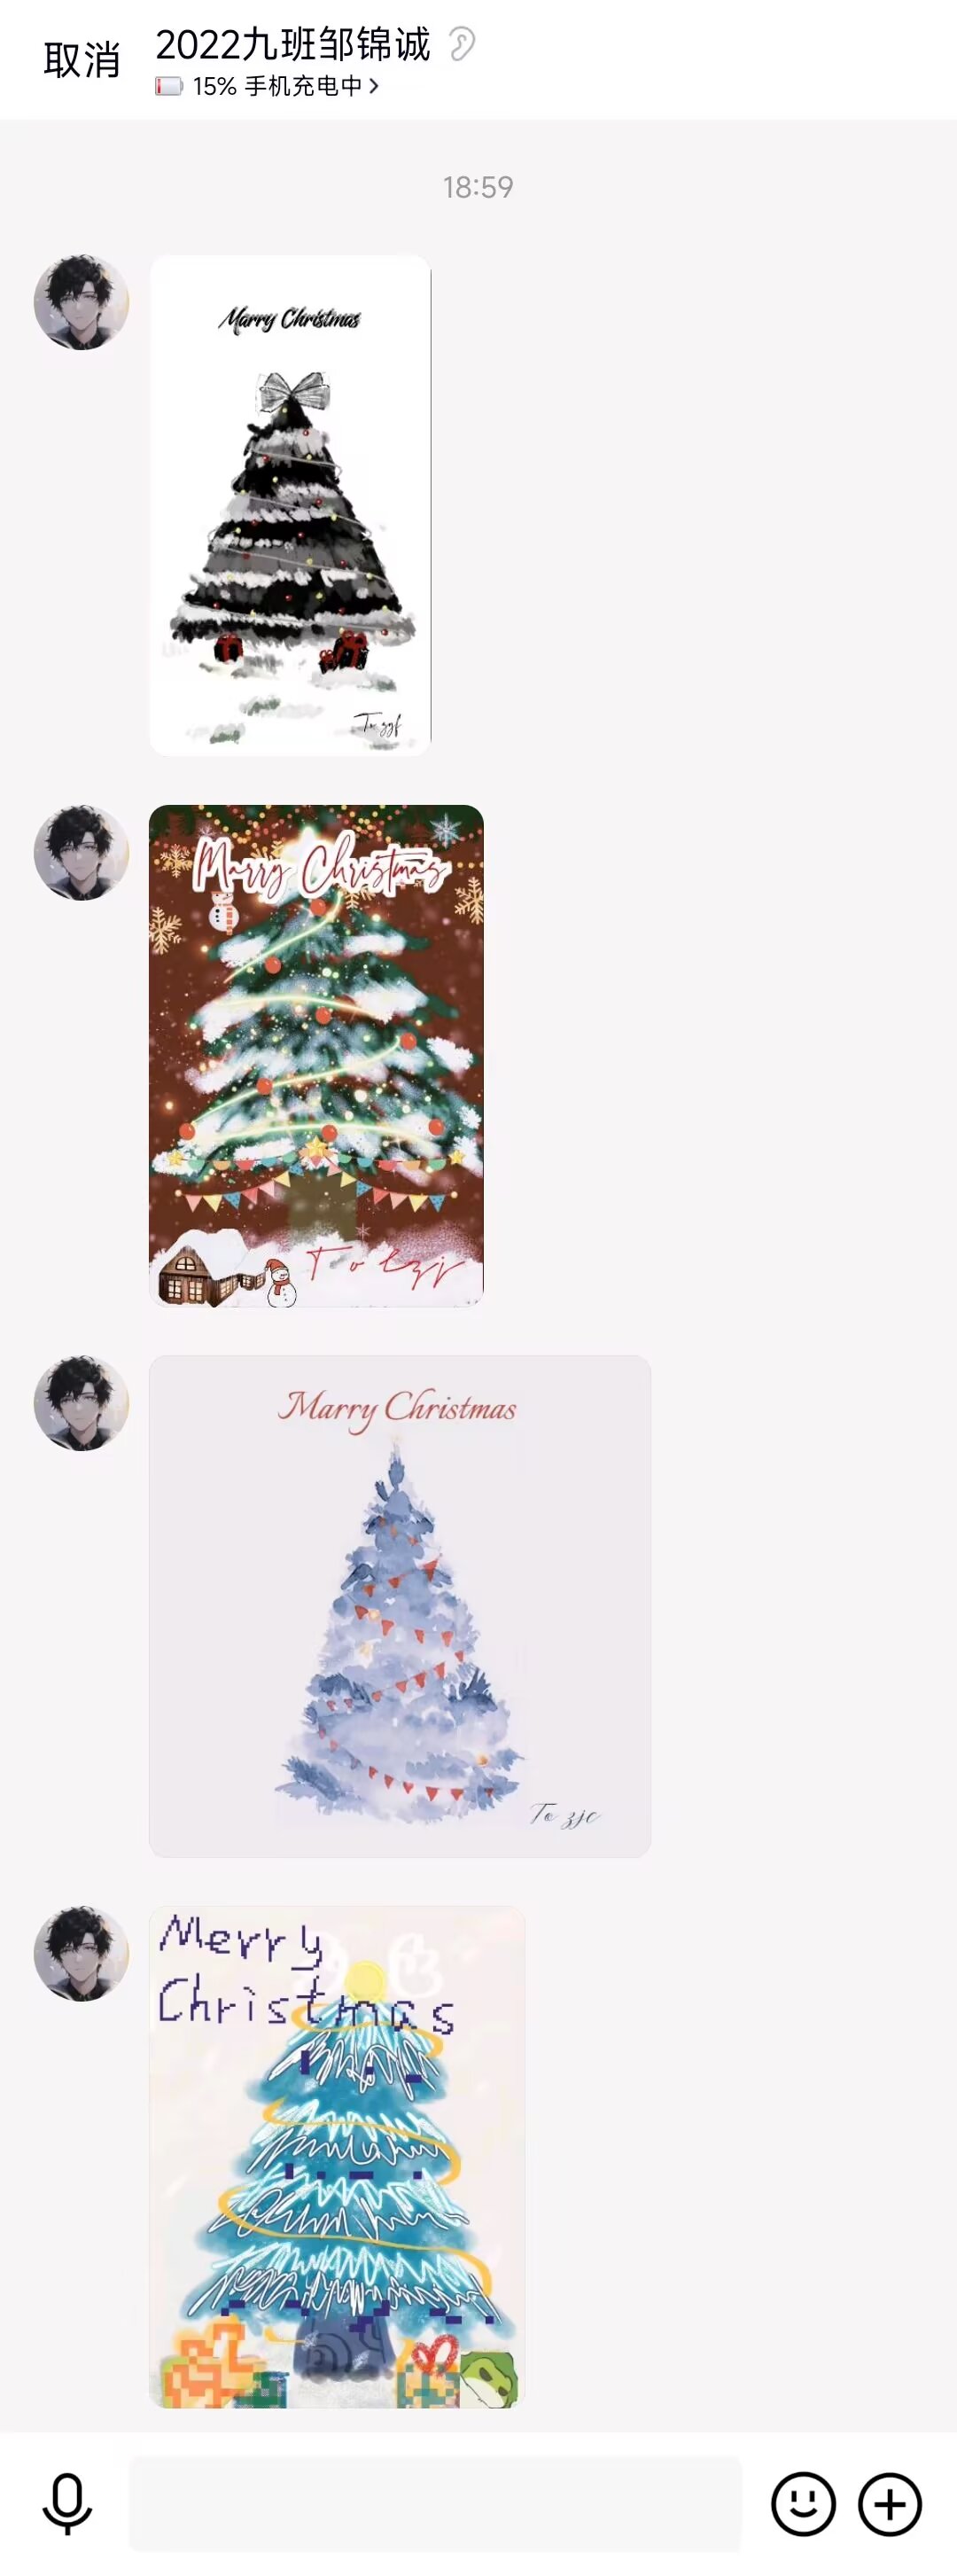 取消
2022九班邹锦诚
15% 手机充电中
18:59
Marry Christmas
To zyf
Marry Christmas
To lzj
Marry Christmas
To zjc
Merry
Christmas